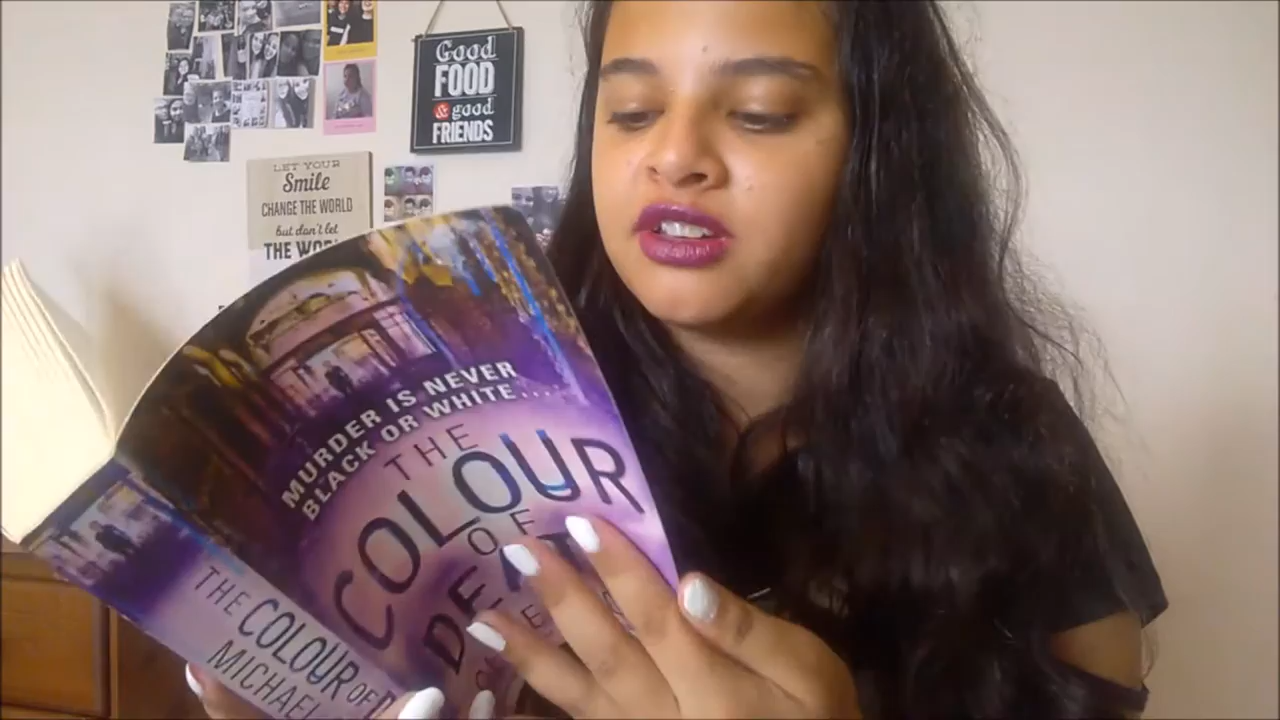 Good
FOOD
& good
FRIENDS
LET YOUR
Smile
CHANGE THE WORLD
but don't let
THE
MURDER IS NEVER
BLACK OR WHITE...
THE
COLOUR
OF
THE COLOUR OF
MICHAEL